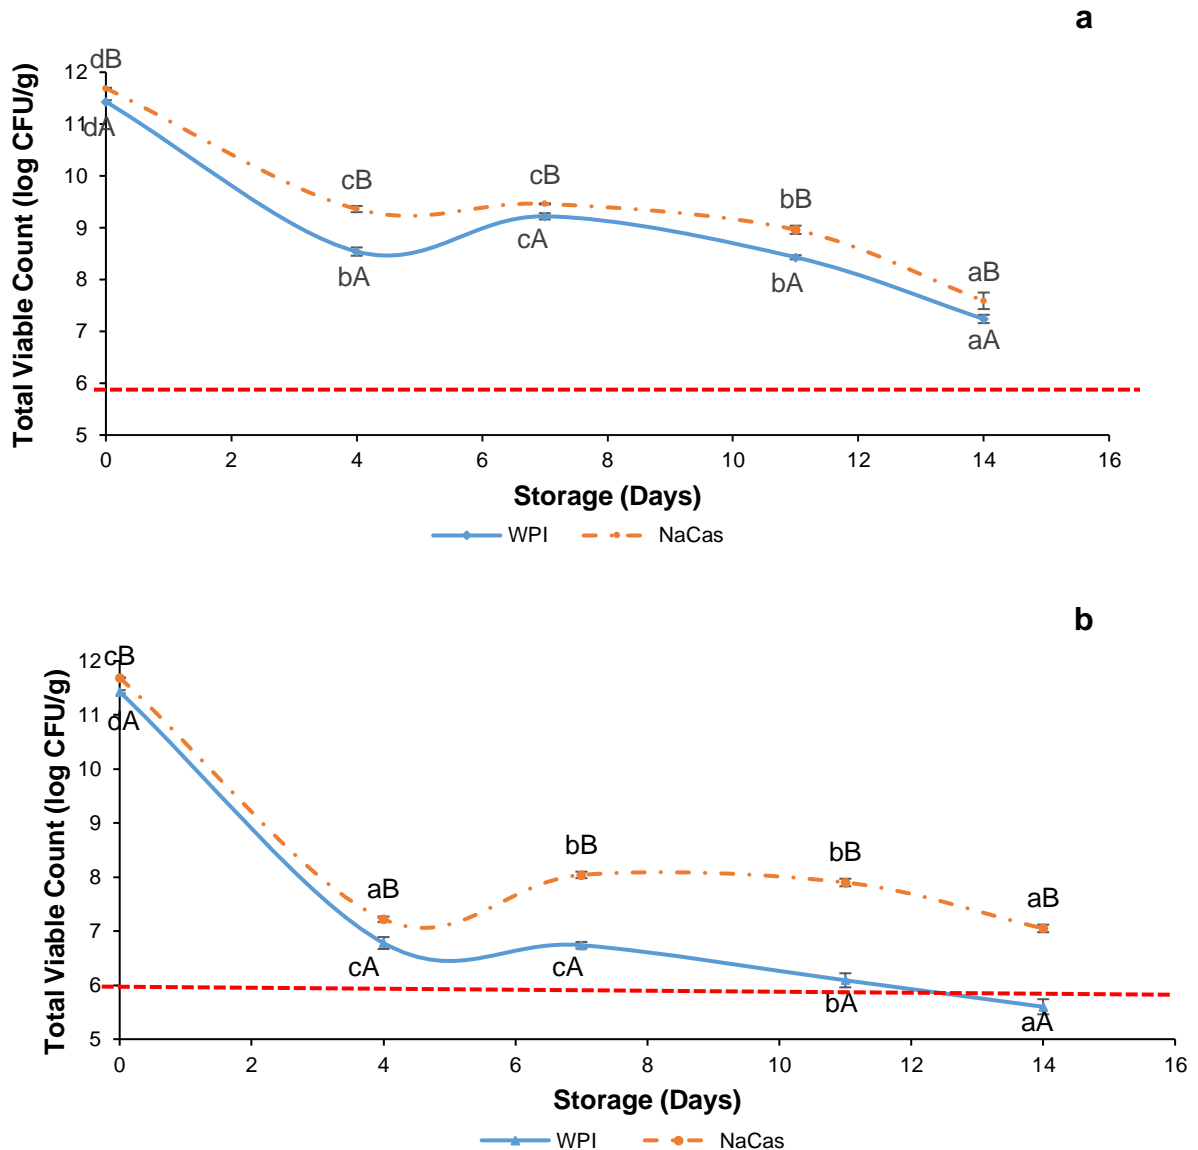 a
Total Viable Count (log CFU/g)
12
11
10
9
8
7
6
5
dB
dA
cB
bA
cB
cA
bB
bA
aB
aA
0 2 4 6 8 10 12 14 16
Storage (Days)
WPI NaCas
b
Total Viable Count (log CFU/g)
12
11
10
9
8
7
6
5
cB
dA
aB
cA
bB
cA
bB
bA
aB
aA
0 2 4 6 8 10 12 14 16
Storage (Days)
WPI NaCas